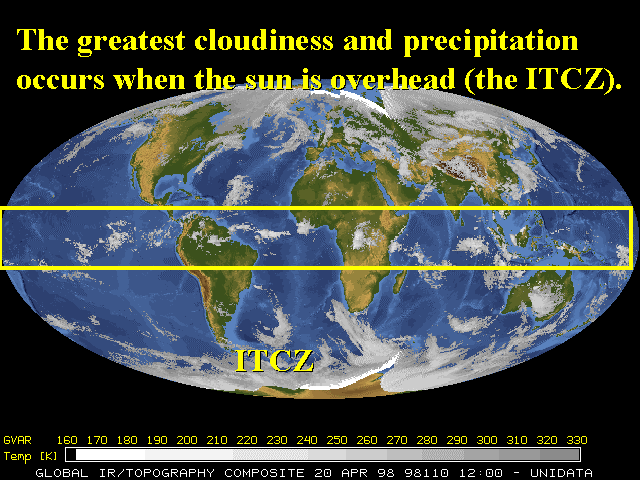 The greatest cloudiness and precipitation
occurs when the sun is overhead (the ITCZ).
ITCZ
GVAR 160 170 180 190 200 210 220 230 240 250 260 270 280 290 300 310 320 330
Temp [K]
GLOBAL IR/TOPOGRAPHY COMPOSITE 20 APR 98 98110 12:00 - UNIDATA